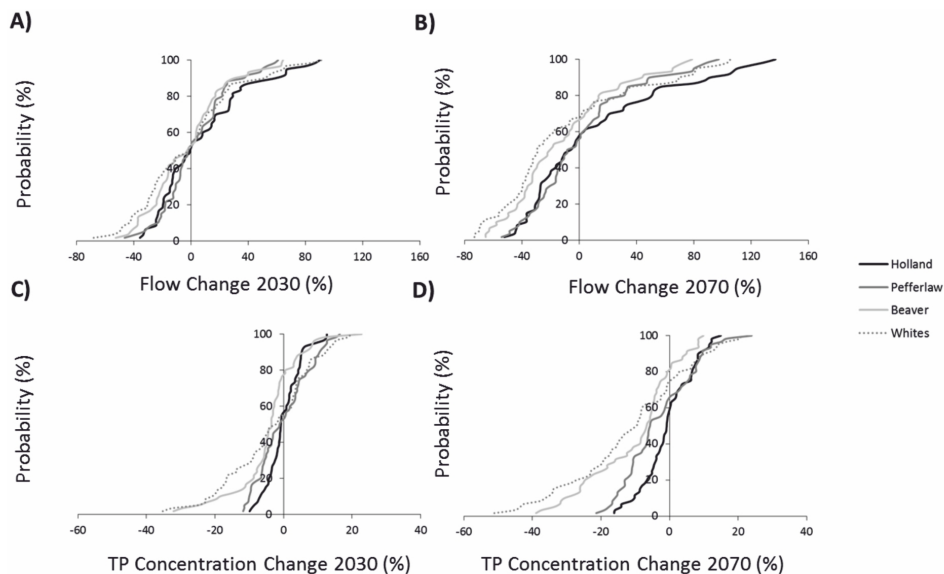 A)
Probability (%)
100
80
60
40
20
0
-80 -40 0 40 80 120 160
Flow Change 2030 (%)
B)
Probability (%)
100
80
60
40
20
0
-80 -40 0 40 80 120 160
Flow Change 2070 (%)
C)
Probability (%)
100
80
60
40
20
0
-60 -40 -20 0 20 40
TP Concentration Change 2030 (%)
D)
Probability (%)
100
80
60
40
20
0
-60 -40 -20 0 20 40
TP Concentration Change 2070 (%)
Holland
Pefferlaw
Beaver
Whites